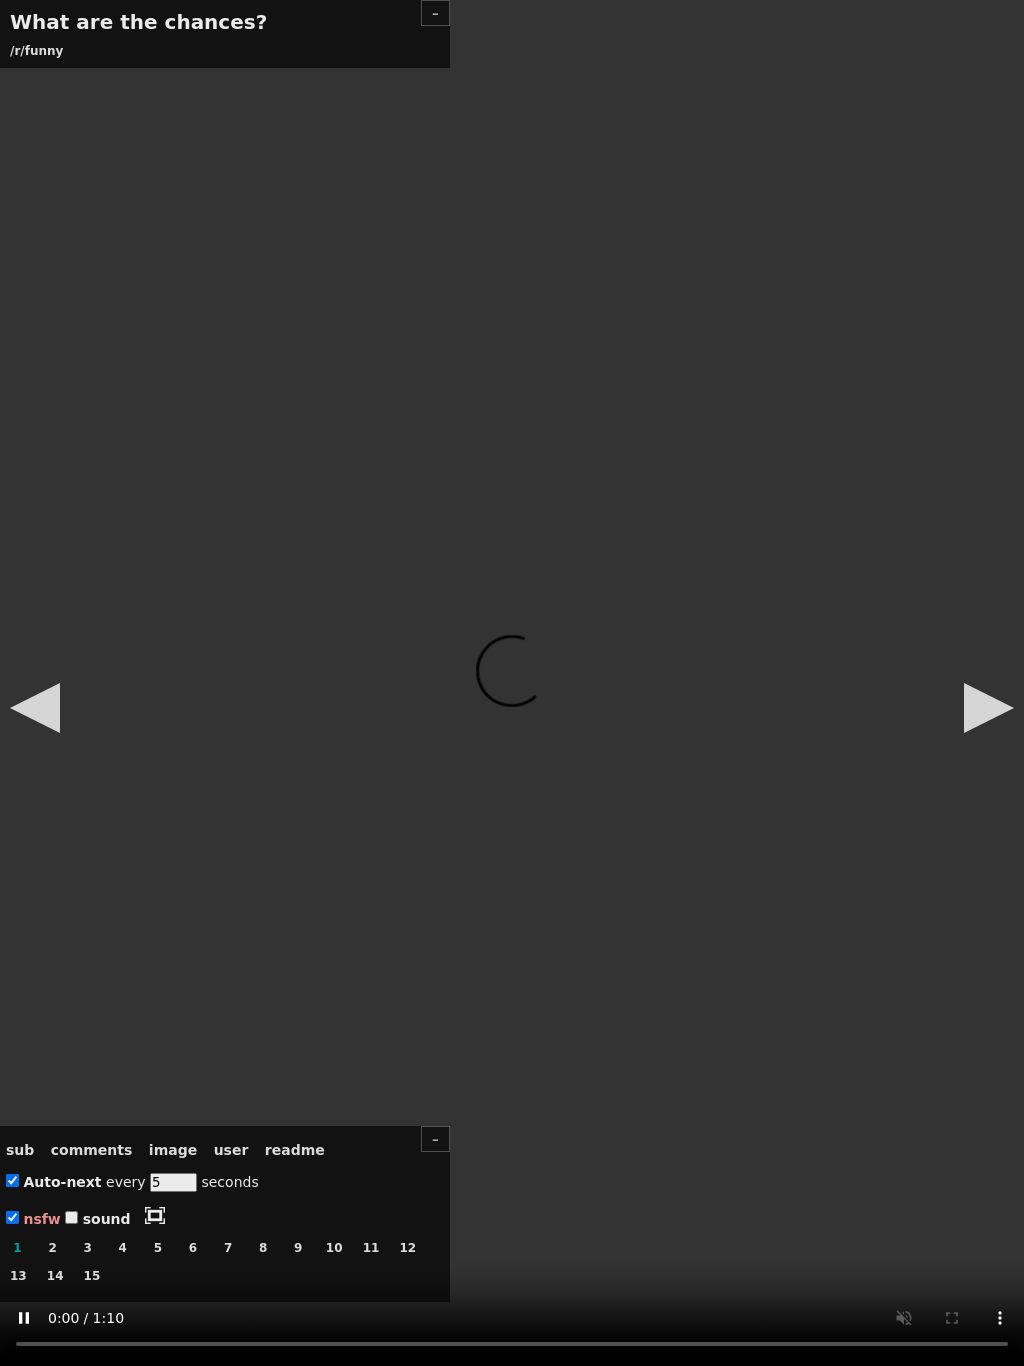 What are the chances?
–
/r/funny
–
sub comments image user readme
Auto-next every 5 seconds
nsfw sound
1 2 3 4 5 6 7 8 9 10 11 12
13 14 15
0:00 / 1:10